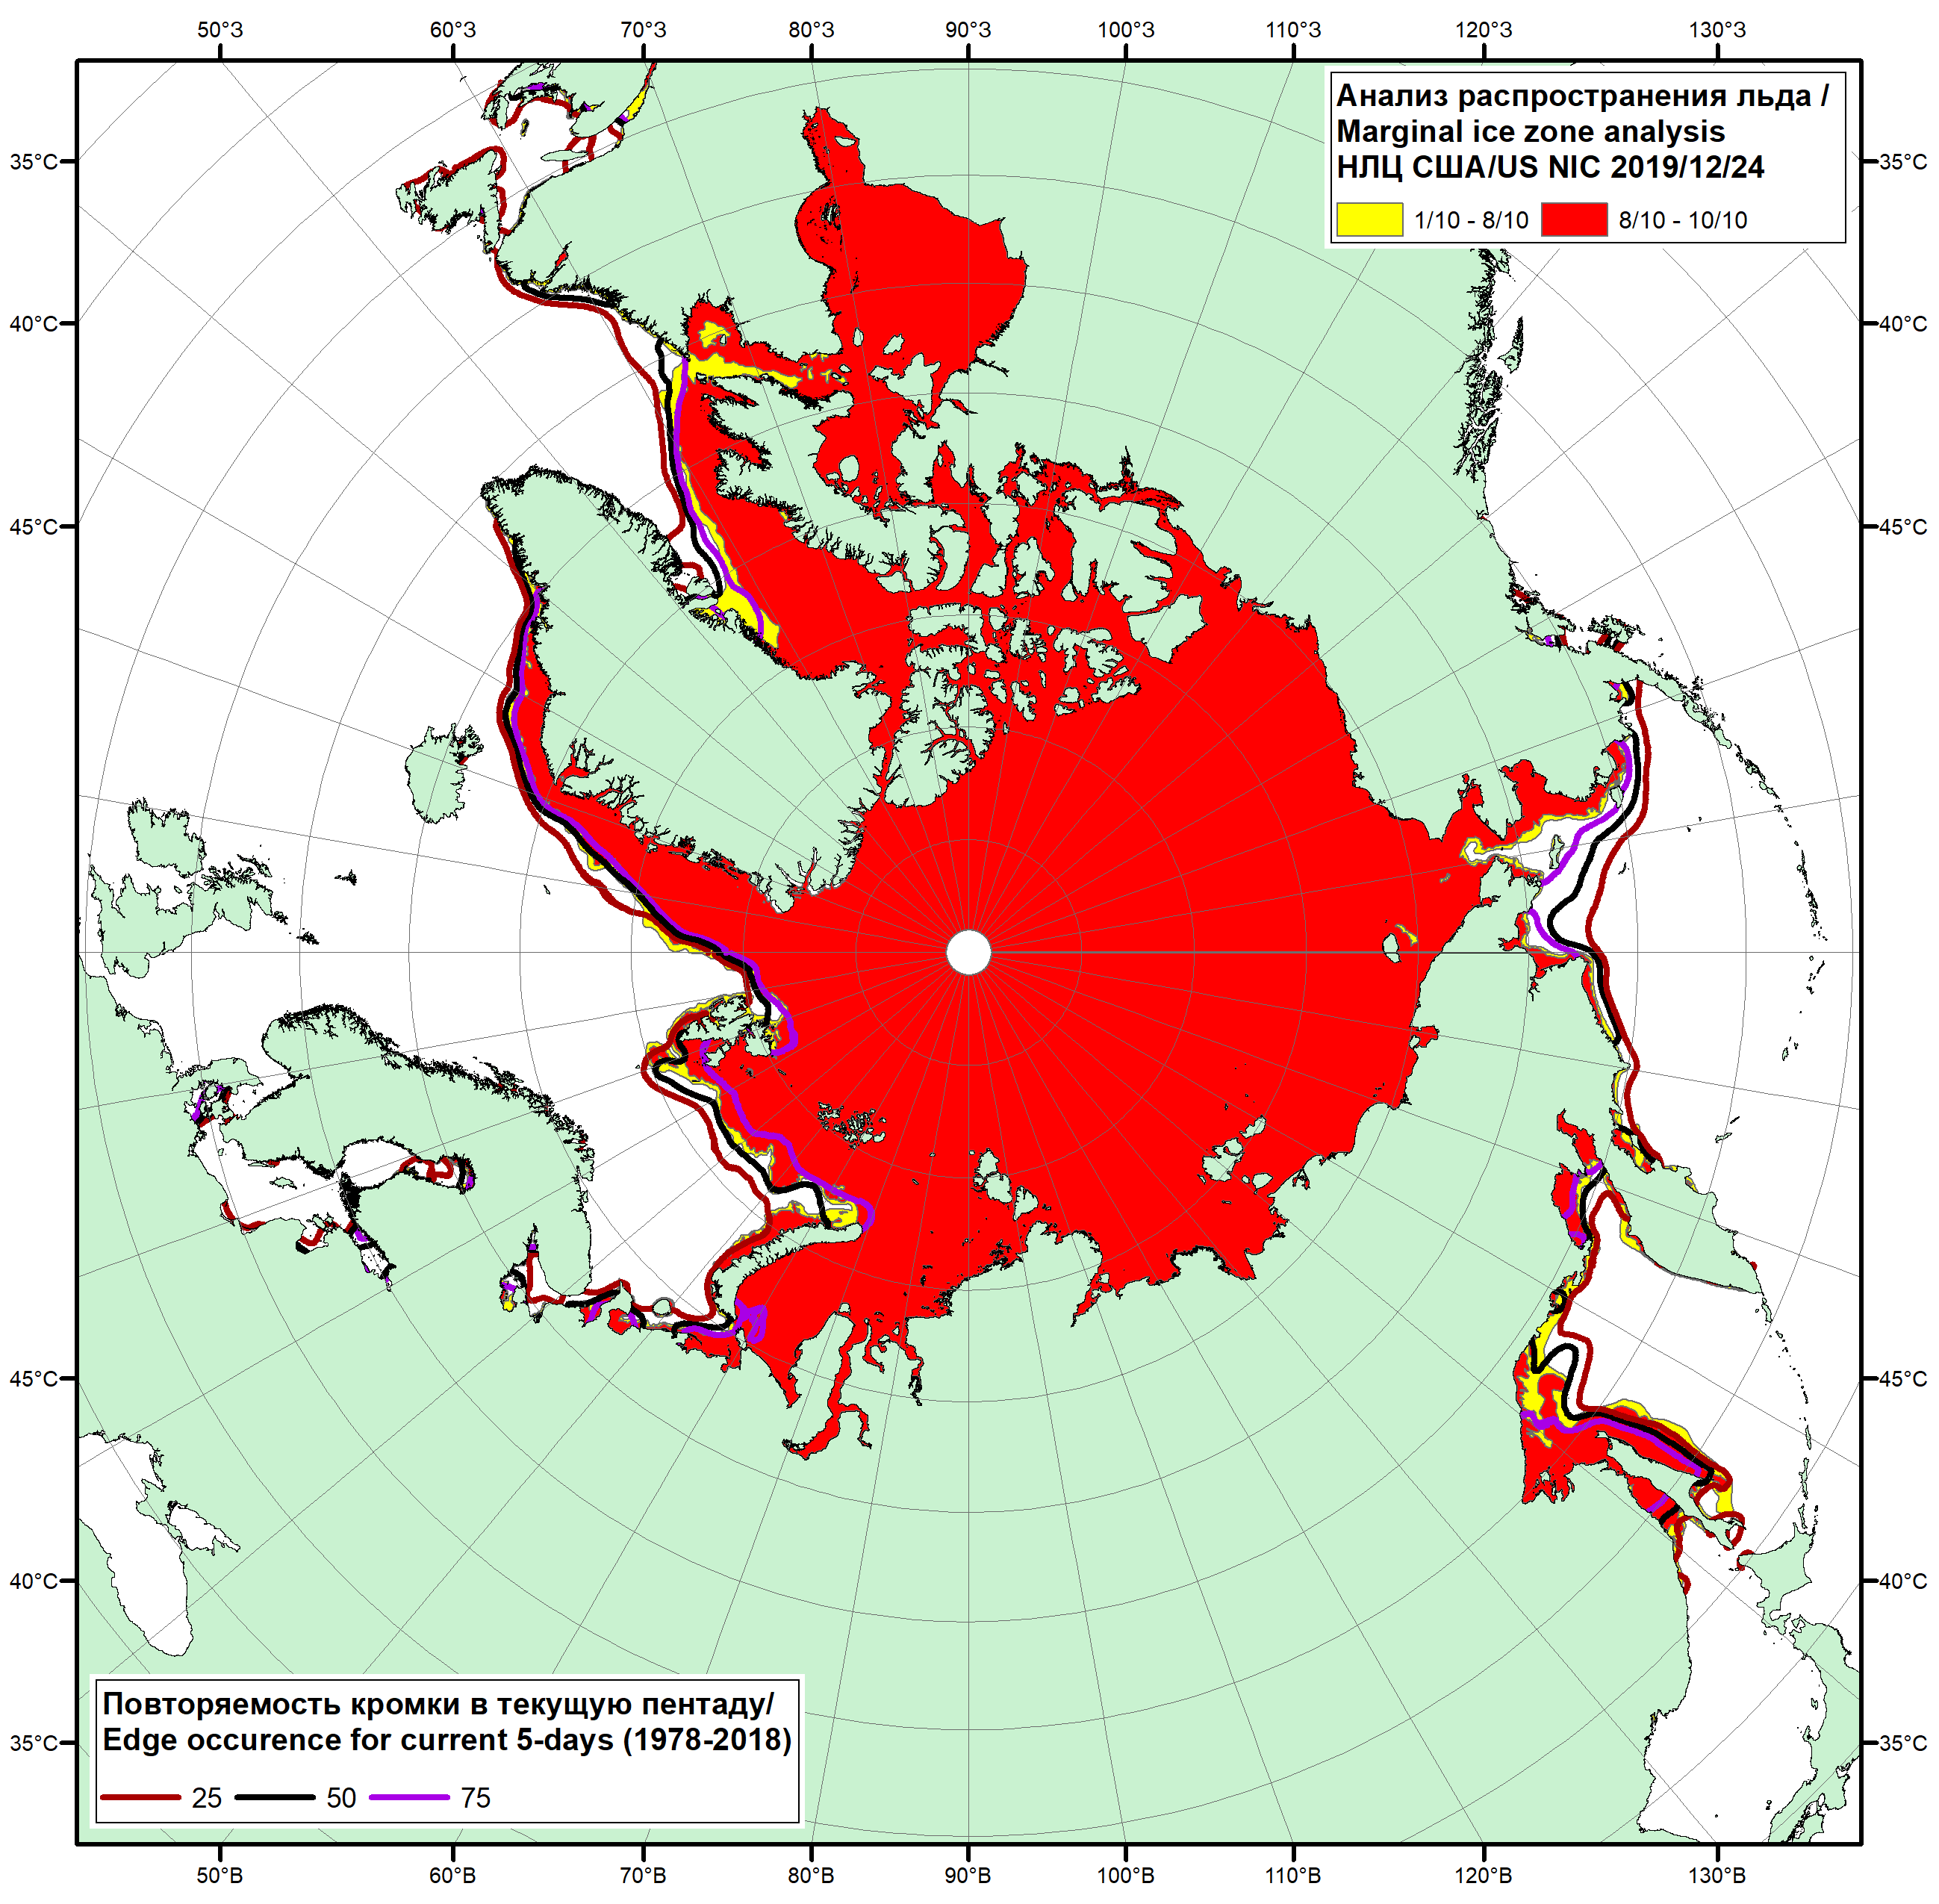 50°З 60°З 70°З 80°З 90°З 100°З 110°З 120°З 130°З
Анализ распространения льда /
Marginal ice zone analysis
НЛЦ США/US NIC 2019/12/24
1/10 - 8/10 8/10 - 10/10
35°С 35°С
40°С 40°С
45°С 45°С
45°С 45°С
40°С 40°С
35°С 35°С
Повторяемость кромки в текущую пентаду/
Edge occurence for current 5-days (1978-2018)
25 50 75
50°В 60°В 70°В 80°В 90°В 100°В 110°В 120°В 130°В